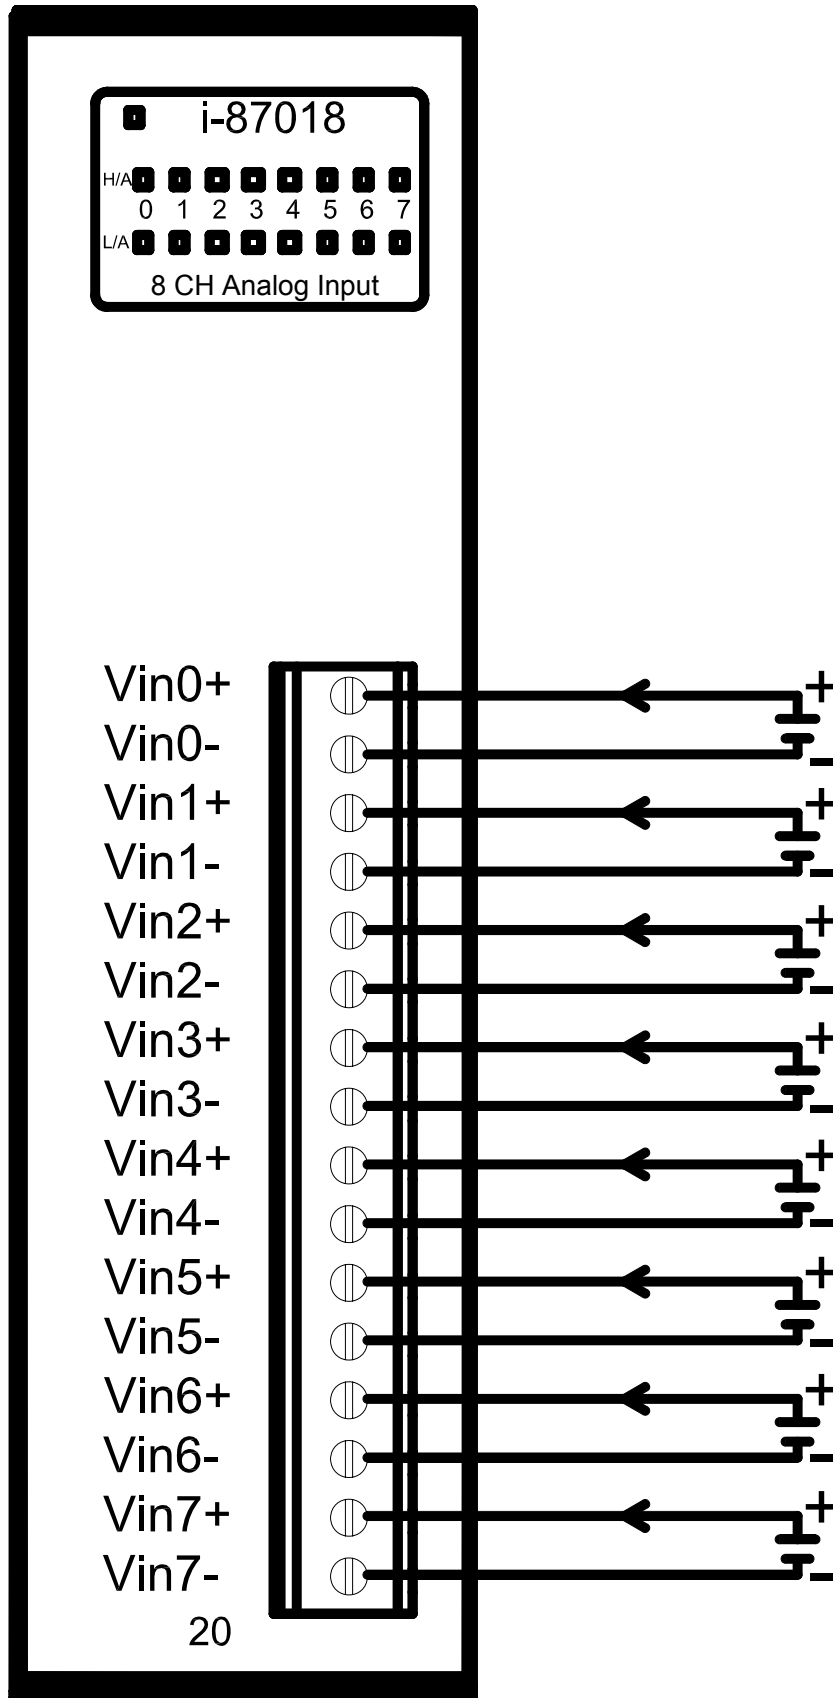 i-87018
H/A
0 1 2 3 4 5 6 7
L/A
8 CH Analog Input
Vin0+
+
Vin0-
-
Vin1+
+
Vin1-
-
Vin2+
+
Vin2-
-
Vin3+
+
Vin3-
-
Vin4+
+
Vin4-
-
Vin5+
+
Vin5-
-
Vin6+
+
Vin6-
-
Vin7+
+
Vin7-
-
20